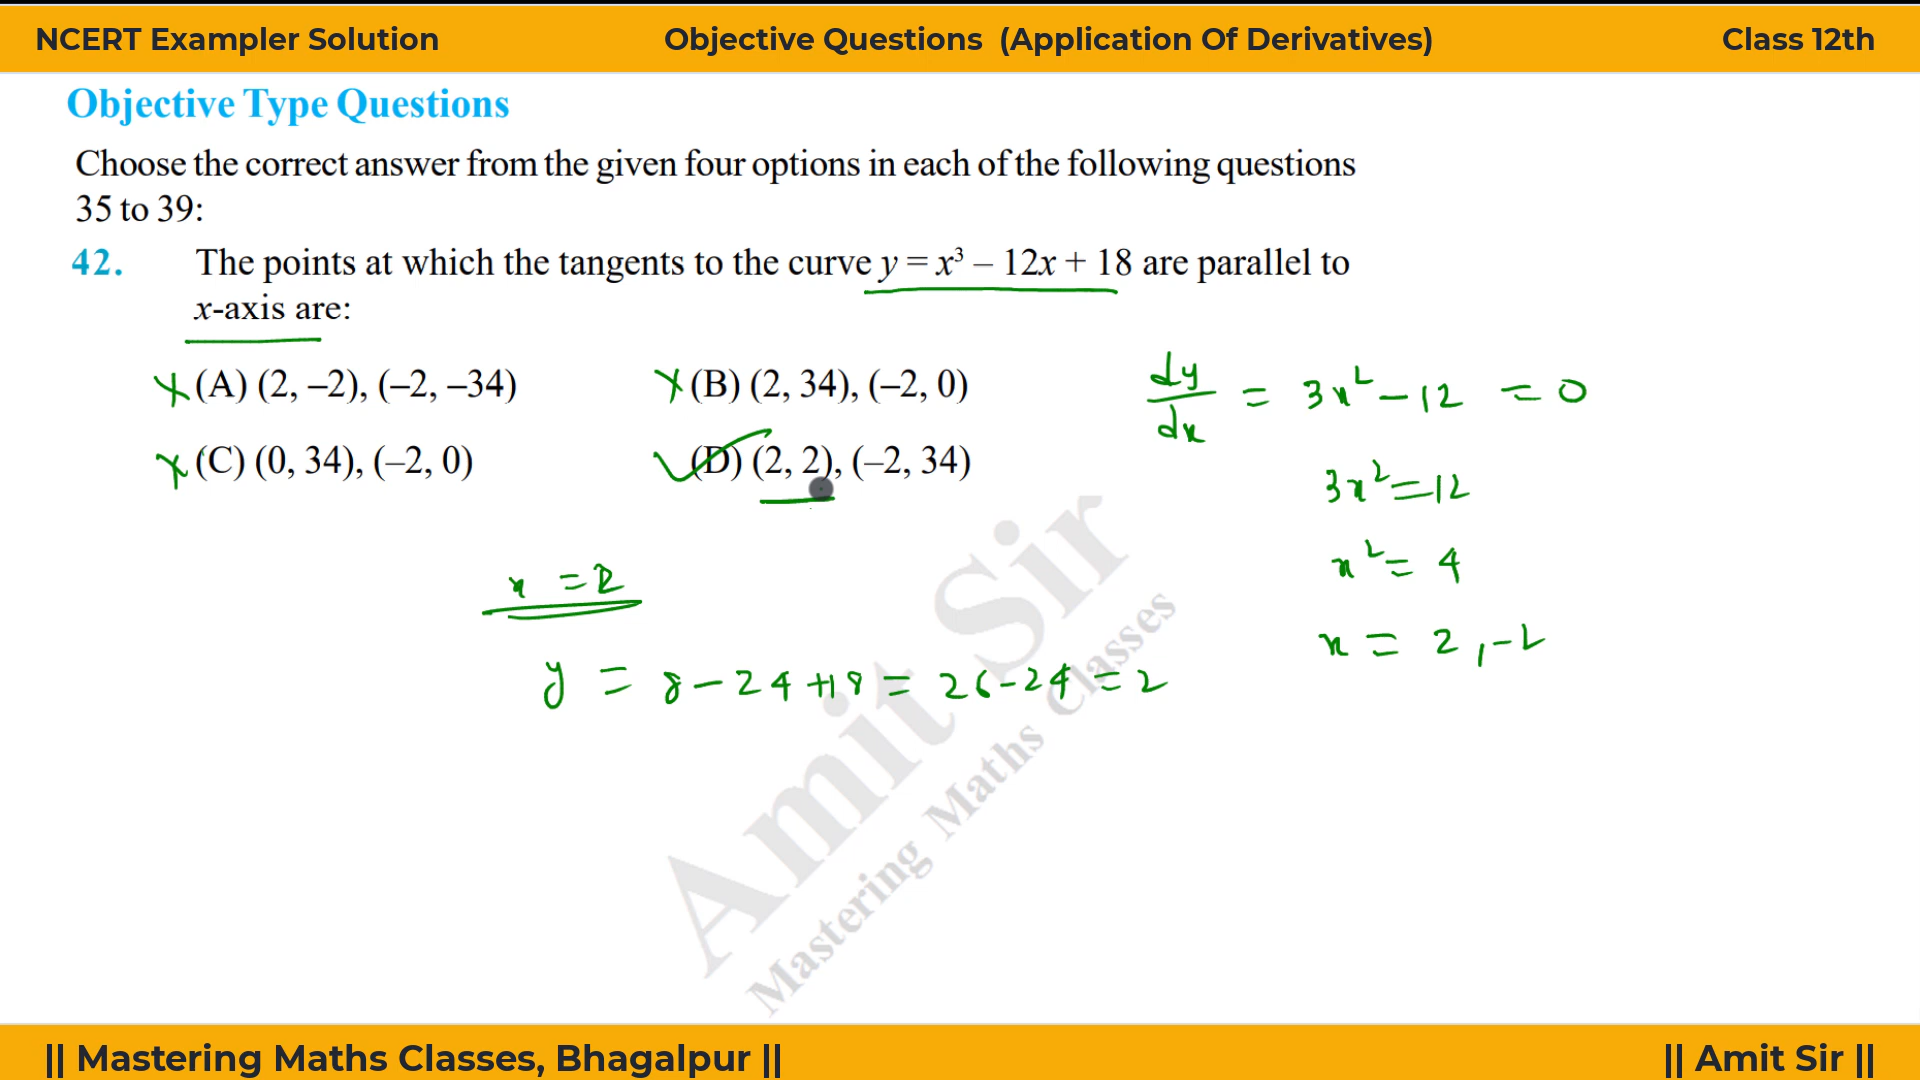 NCERT Exampler Solution Objective Questions (Application Of Derivatives) Class 12th
Objective Type Questions
Choose the correct answer from the given four options in each of the following questions
35 to 39:
42. The points at which the tangents to the curve y = x³ – 12x + 18 are parallel to
x-axis are:
(A) (2, –2), (–2, –34) (B) (2, 34), (–2, 0)
(C) (0, 34), (–2, 0) (D) (2, 2), (–2, 34)
dy/dx = 3x² – 12 = 0
3x² = 12
x² = 4
x = 2, -2
x = 2
y = 8 – 24 + 18 = 26 – 24 = 2
Amit Sir
Mastering Maths Classes
|| Mastering Maths Classes, Bhagalpur || || Amit Sir ||